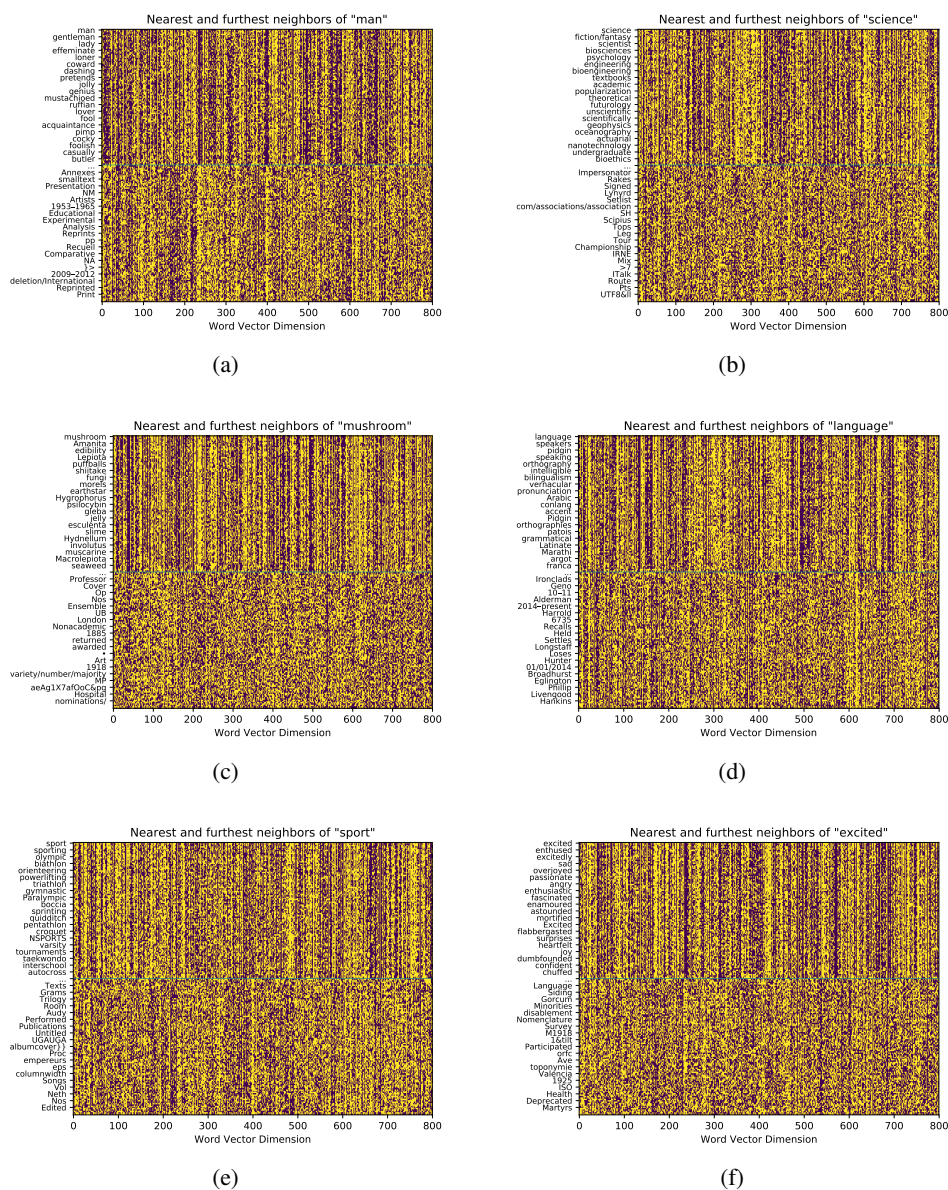 Nearest and furthest neighbors of "man"
man
gentleman
lady
effeminate
loner
coward
dashing
pretends
jolly
genius
mustachioed
ruffian
lover
fool
acquaintance
pimp
cocky
foolish
casually
butler
...
Annexes
smalltext
Presentation
NM
Artists
1953–1965
Educational
Experimental
Analysis
Reprints
pp
Recueil
Comparative
NA
}>
2009–2012
deletion/International
Reprinted
Print
0 100 200 300 400 500 600 700 800
Word Vector Dimension
(a)
Nearest and furthest neighbors of "science"
science
fiction/fantasy
scientist
biosciences
psychology
engineering
bioengineering
textbooks
academic
popularization
theoretical
futurology
unscientific
scientifically
geophysics
oceanography
actuarial
nanotechnology
undergraduate
bioethics
...
Impersonator
Rakes
Signed
Lyhyrd
Setlist
com/associations/association
SH
Scipius
Tops
Leg
Tour
Championship
IRNE
Mix
>7
ITalk
Route
Pts
UTF8&ll
0 100 200 300 400 500 600 700 800
Word Vector Dimension
(b)
Nearest and furthest neighbors of "mushroom"
mushroom
Amanita
edibility
Lepiota
puffballs
shiitake
fungi
morels
earthstar
Hygrophorus
psilocybin
gleba
jelly
esculenta
slime
Hydnellum
involutus
muscarine
Macrolepiota
seaweed
...
Professor
Cover
Op
Nos
Ensemble
UB
London
Nonacademic
1885
returned
awarded
•
Art
1918
variety/number/majority
MP
aeAg1X7afOoC&pg
Hospital
nominations/
0 100 200 300 400 500 600 700 800
Word Vector Dimension
(c)
Nearest and furthest neighbors of "language"
language
speakers
pidgin
speaking
orthography
intelligible
bilingualism
vernacular
pronunciation
Arabic
conlang
accent
Pidgin
orthographies
patois
grammatical
Latinate
Marathi
argot
franca
...
Ironclads
Geno
10–11
Alderman
2014–present
Harrold
6735
Recalls
Held
Settles
Longstaff
Loses
Hunter
01/01/2014
Broadhurst
Eglington
Phillip
Livengood
Hankins
0 100 200 300 400 500 600 700 800
Word Vector Dimension
(d)
Nearest and furthest neighbors of "sport"
sport
sporting
olympic
biathlon
orienteering
powerlifting
triathlon
gymnastic
Paralympic
boccia
sprinting
quidditch
pentathlon
croquet
NSPORTS
varsity
tournaments
taekwondo
interschool
autocross
...
Texts
Grams
Trilogy
Room
Audy
Performed
Publications
Untitled
UGAUGA
albumcover}}
Proc
empereurs
eps
columnwidth
Songs
Vol
Neth
Nos
Edited
0 100 200 300 400 500 600 700 800
Word Vector Dimension
(e)
Nearest and furthest neighbors of "excited"
excited
enthused
excitedly
sad
overjoyed
passionate
angry
enthusiastic
fascinated
enamoured
astounded
mortified
Excited
flabbergasted
surprises
heartfelt
joy
dumbfounded
confident
chuffed
...
Language
Siding
Gorcum
Minorities
disablement
Nomenclature
Survey
M1918
1&tilt
Participated
orfc
Ave
toponymie
Valencia
1925
ISO
Health
Deprecated
Martyrs
0 100 200 300 400 500 600 700 800
Word Vector Dimension
(f)